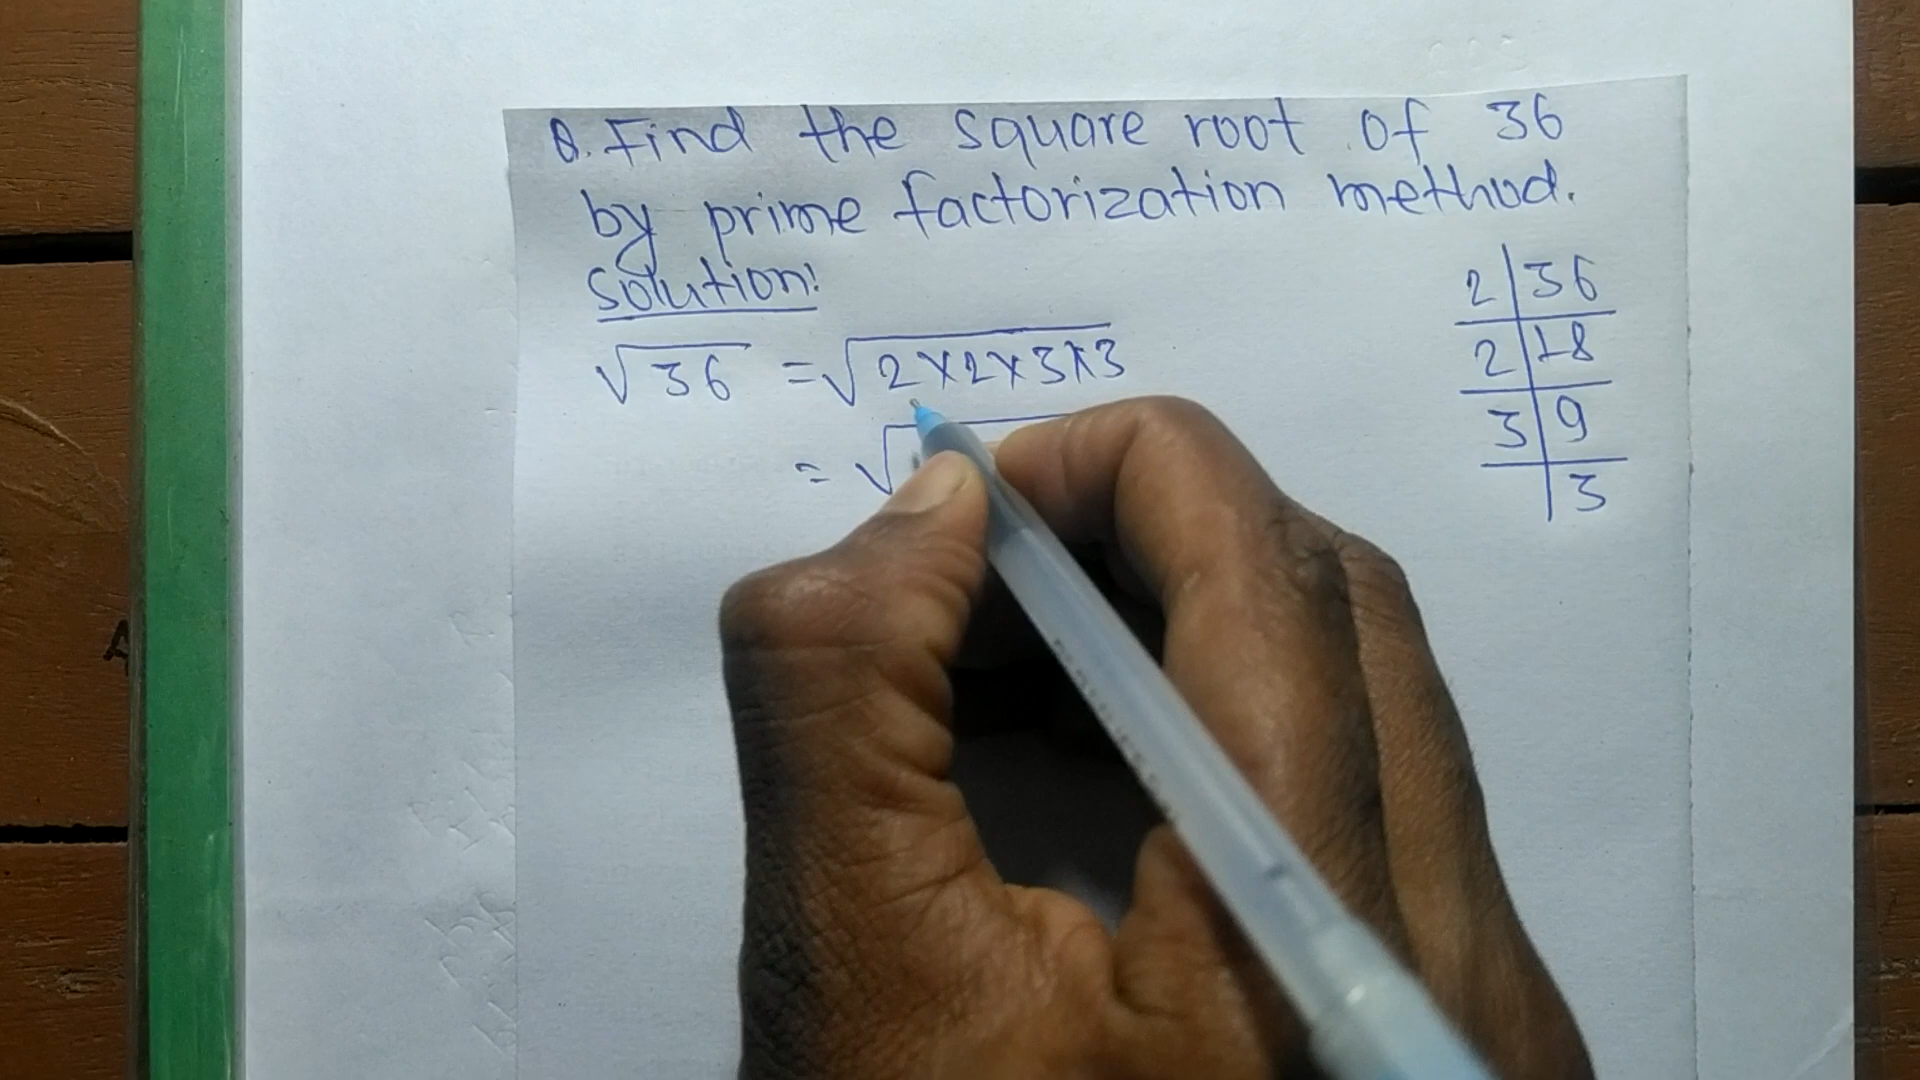 Q. Find the square root of 36
by prime factorization method.
Solution:
√36 = √2×2×3×3
= √
2 | 36
2 | 18
3 | 9
| 3